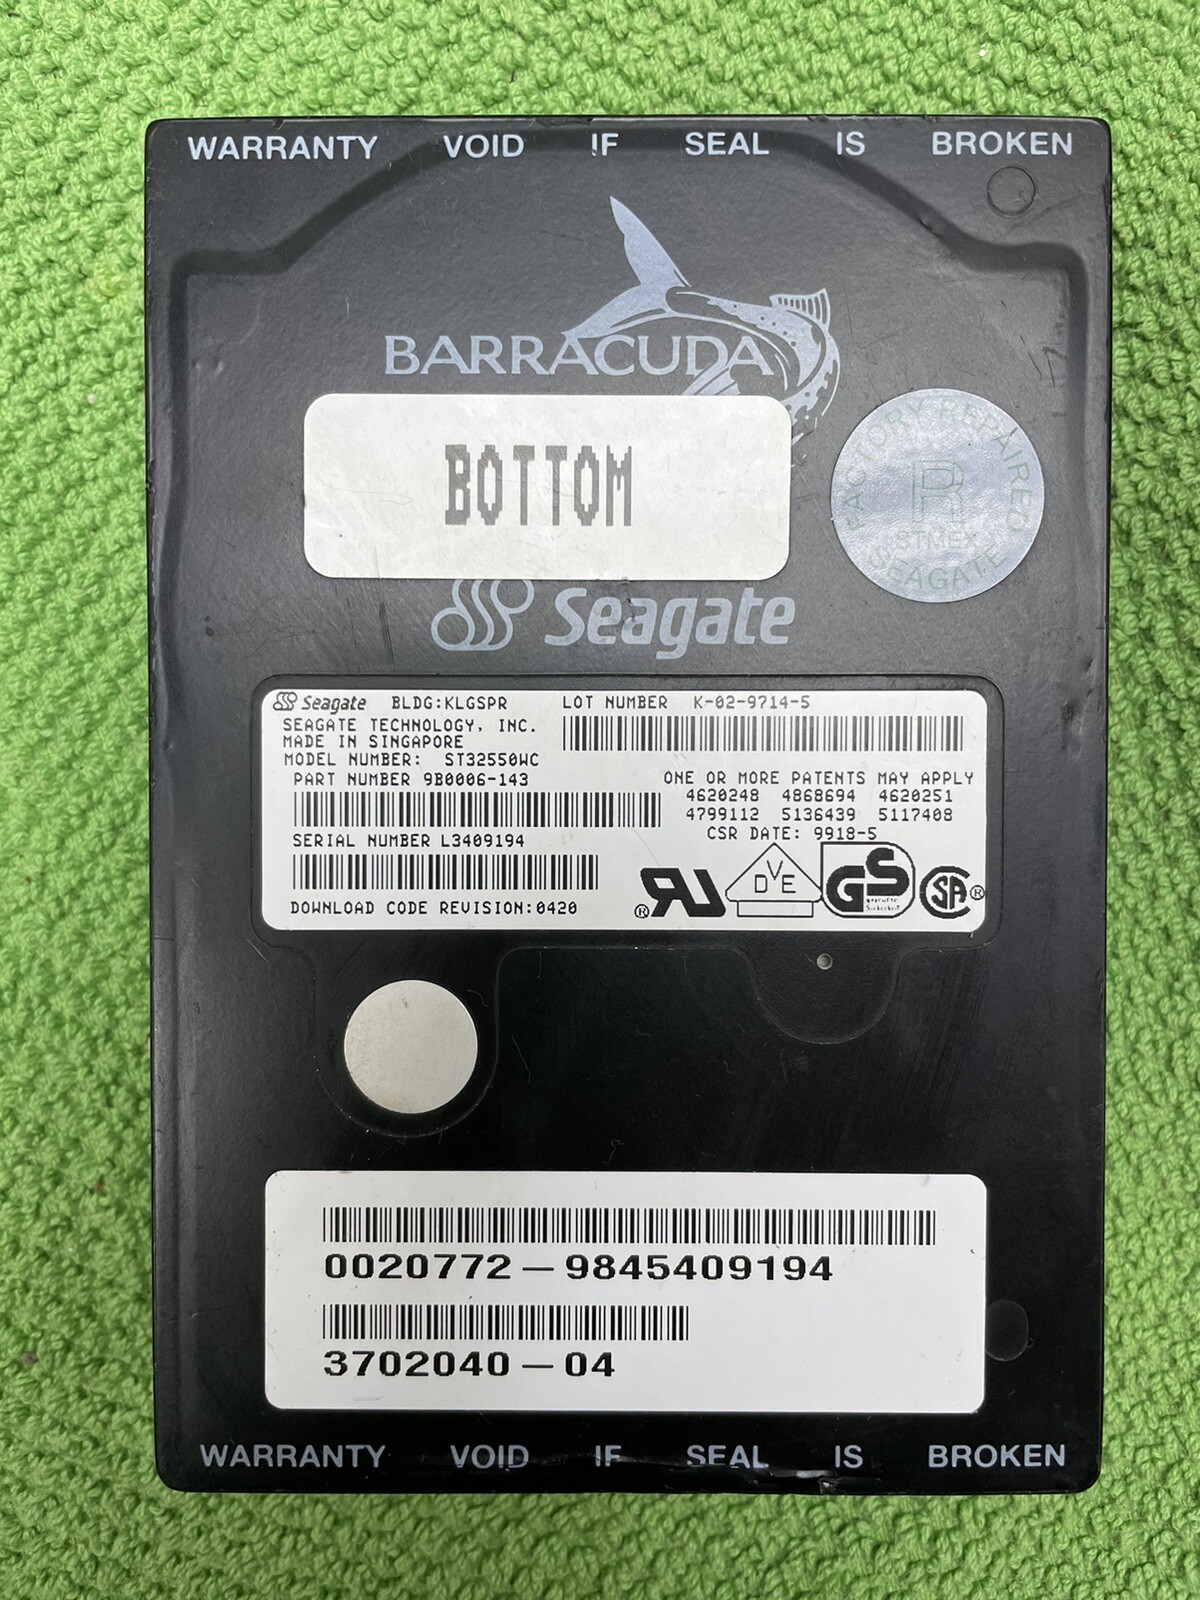 WARRANTY VOID IF SEAL IS BROKEN
BARRACUDA
BOTTOM
FACTORY REPAIRED
R
STMEX
SEAGATE
Seagate
Seagate BLDG:KLGSPR LOT NUMBER K-02-9714-5
SEAGATE TECHNOLOGY, INC.
MADE IN SINGAPORE
MODEL NUMBER: ST32550WC
PART NUMBER 9B0006-143
ONE OR MORE PATENTS MAY APPLY
4620248 4868694 4620251
4799112 5136439 5117408
CSR DATE: 9918-5
SERIAL NUMBER L3409194
DOWNLOAD CODE REVISION:0420
RU ®
DVE
GS
geprüfte
Sicherheit
SA ®
0020772-9845409194
3702040-04
WARRANTY VOID IF SEAL IS BROKEN